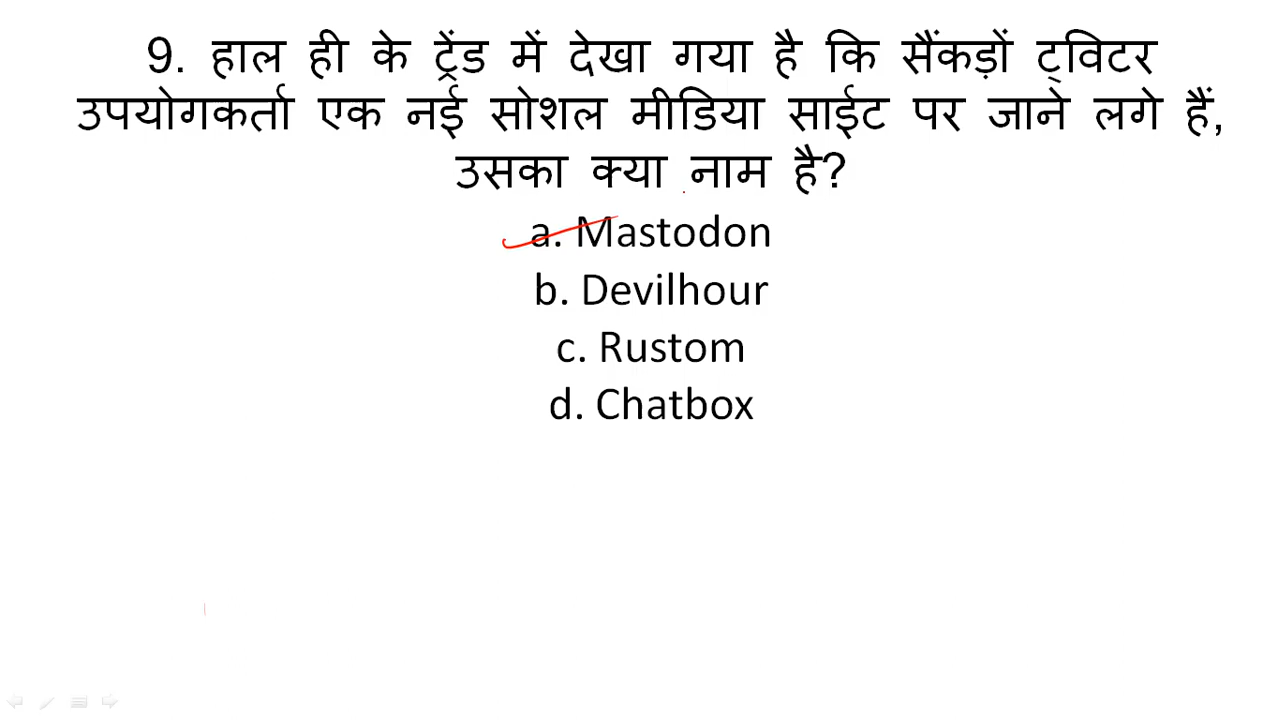 9. हाल ही के ट्रेंड में देखा गया है कि सैंकड़ों ट्विटर
उपयोगकर्ता एक नई सोशल मीडिया साईट पर जाने लगे हैं,
उसका क्या नाम है?
a. Mastodon
b. Devilhour
c. Rustom
d. Chatbox